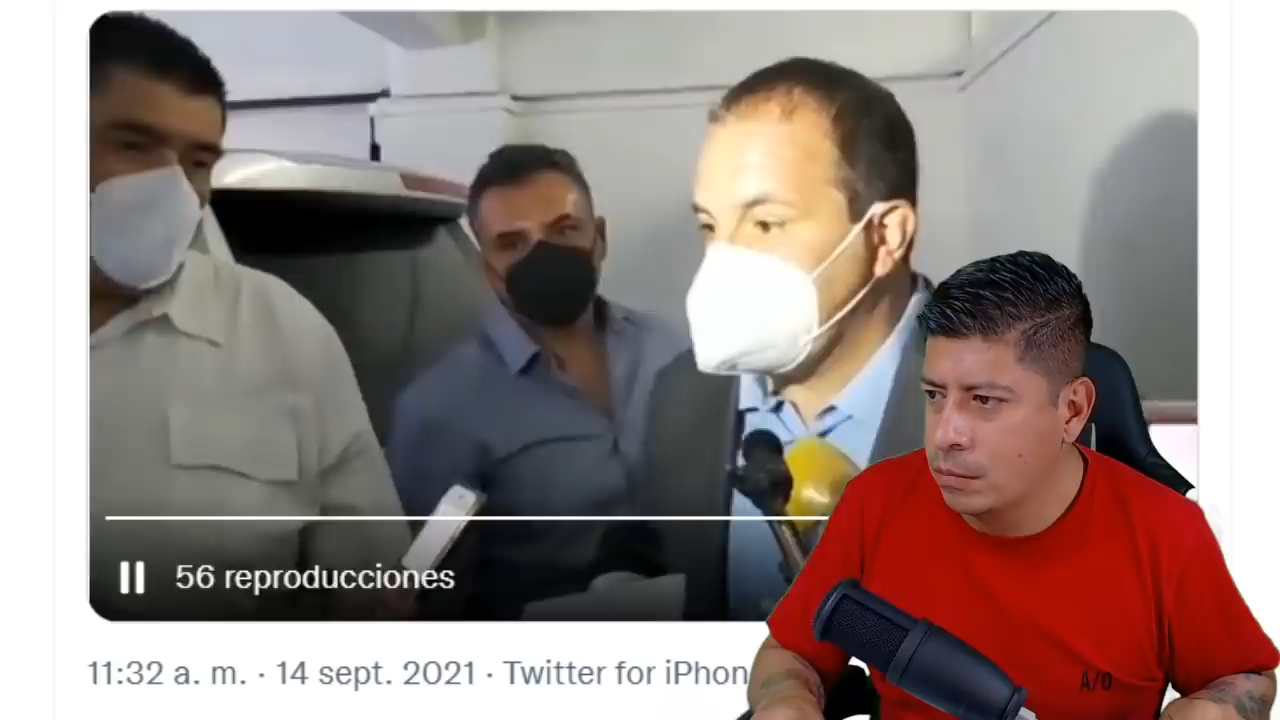 56 reproducciones
11:32 a. m. · 14 sept. 2021 · Twitter for iPhon
A/O